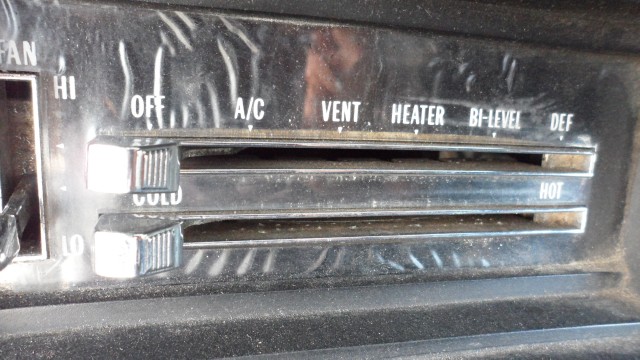 FAN
HI
OFF A/C VENT HEATER BI-LEVEL DEF
COLD HOT
LO